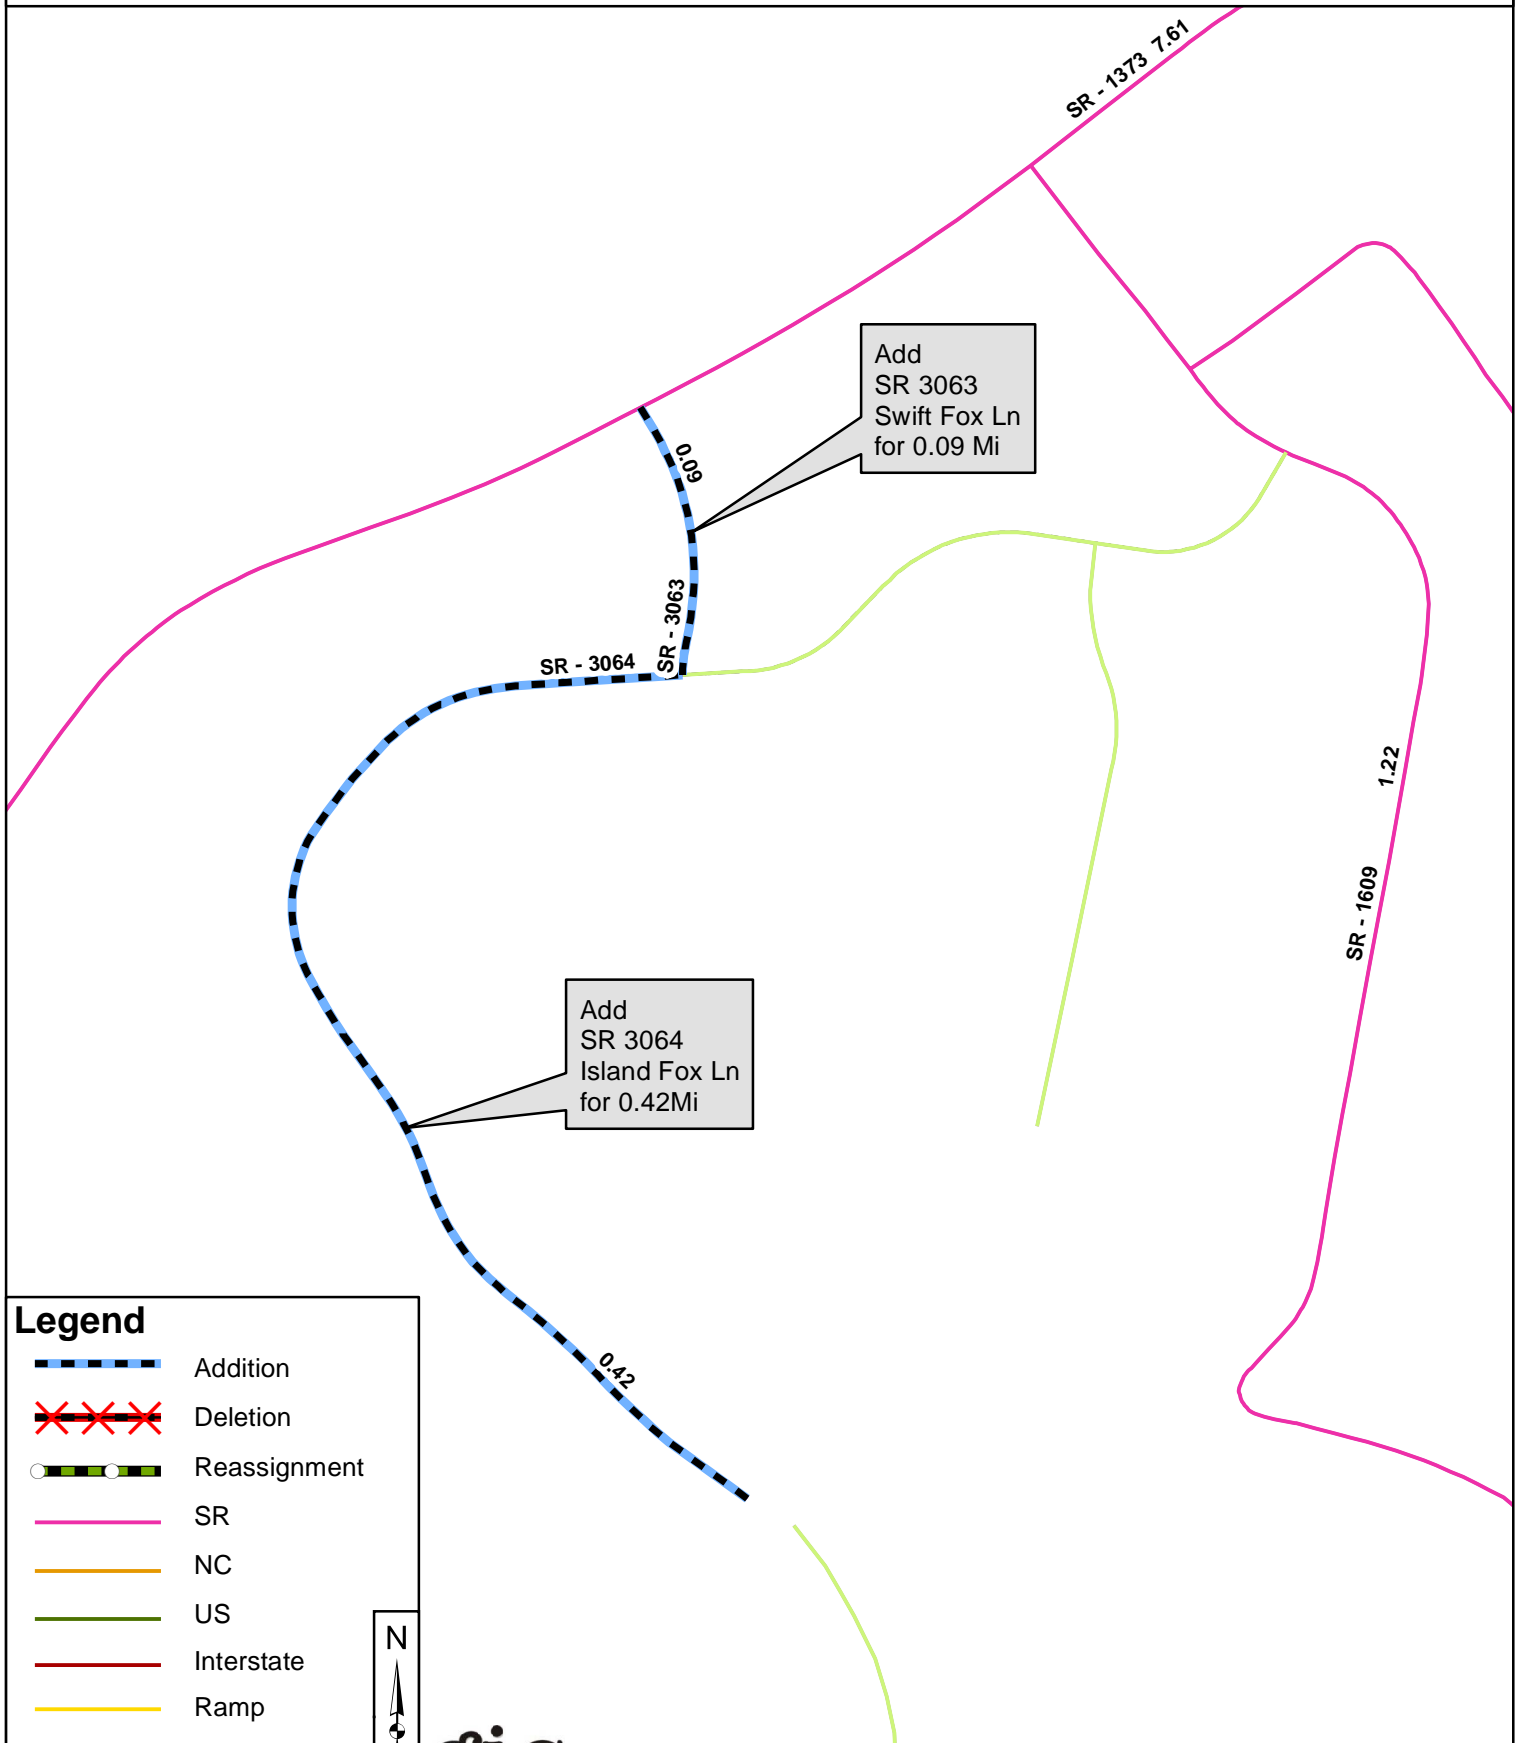 SR - 1373 7.61
Add
SR 3063
Swift Fox Ln
for 0.09 Mi
0.09
SR - 3063
SR - 3064
1.22
SR - 1609
Add
SR 3064
Island Fox Ln
for 0.42Mi
0.42
Legend
Addition
Deletion
Reassignment
SR
NC
US
Interstate
Ramp
N